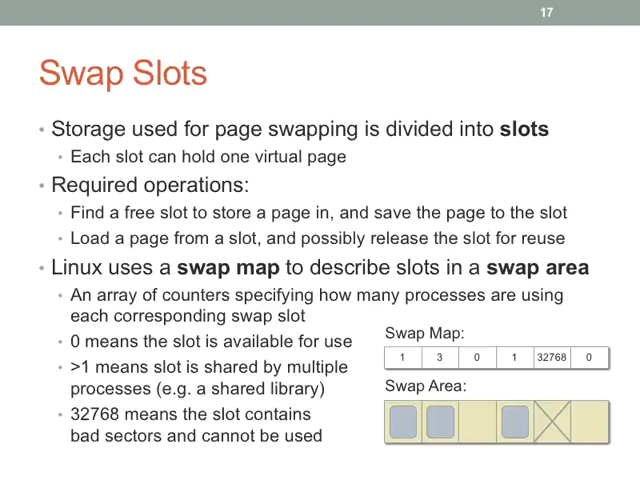 17
Swap Slots
• Storage used for page swapping is divided into slots
• Each slot can hold one virtual page
• Required operations:
• Find a free slot to store a page in, and save the page to the slot
• Load a page from a slot, and possibly release the slot for reuse
• Linux uses a swap map to describe slots in a swap area
• An array of counters specifying how many processes are using
each corresponding swap slot
• 0 means the slot is available for use
• >1 means slot is shared by multiple
processes (e.g. a shared library)
• 32768 means the slot contains
bad sectors and cannot be used
Swap Map:
1 3 0 1 32768 0
Swap Area: